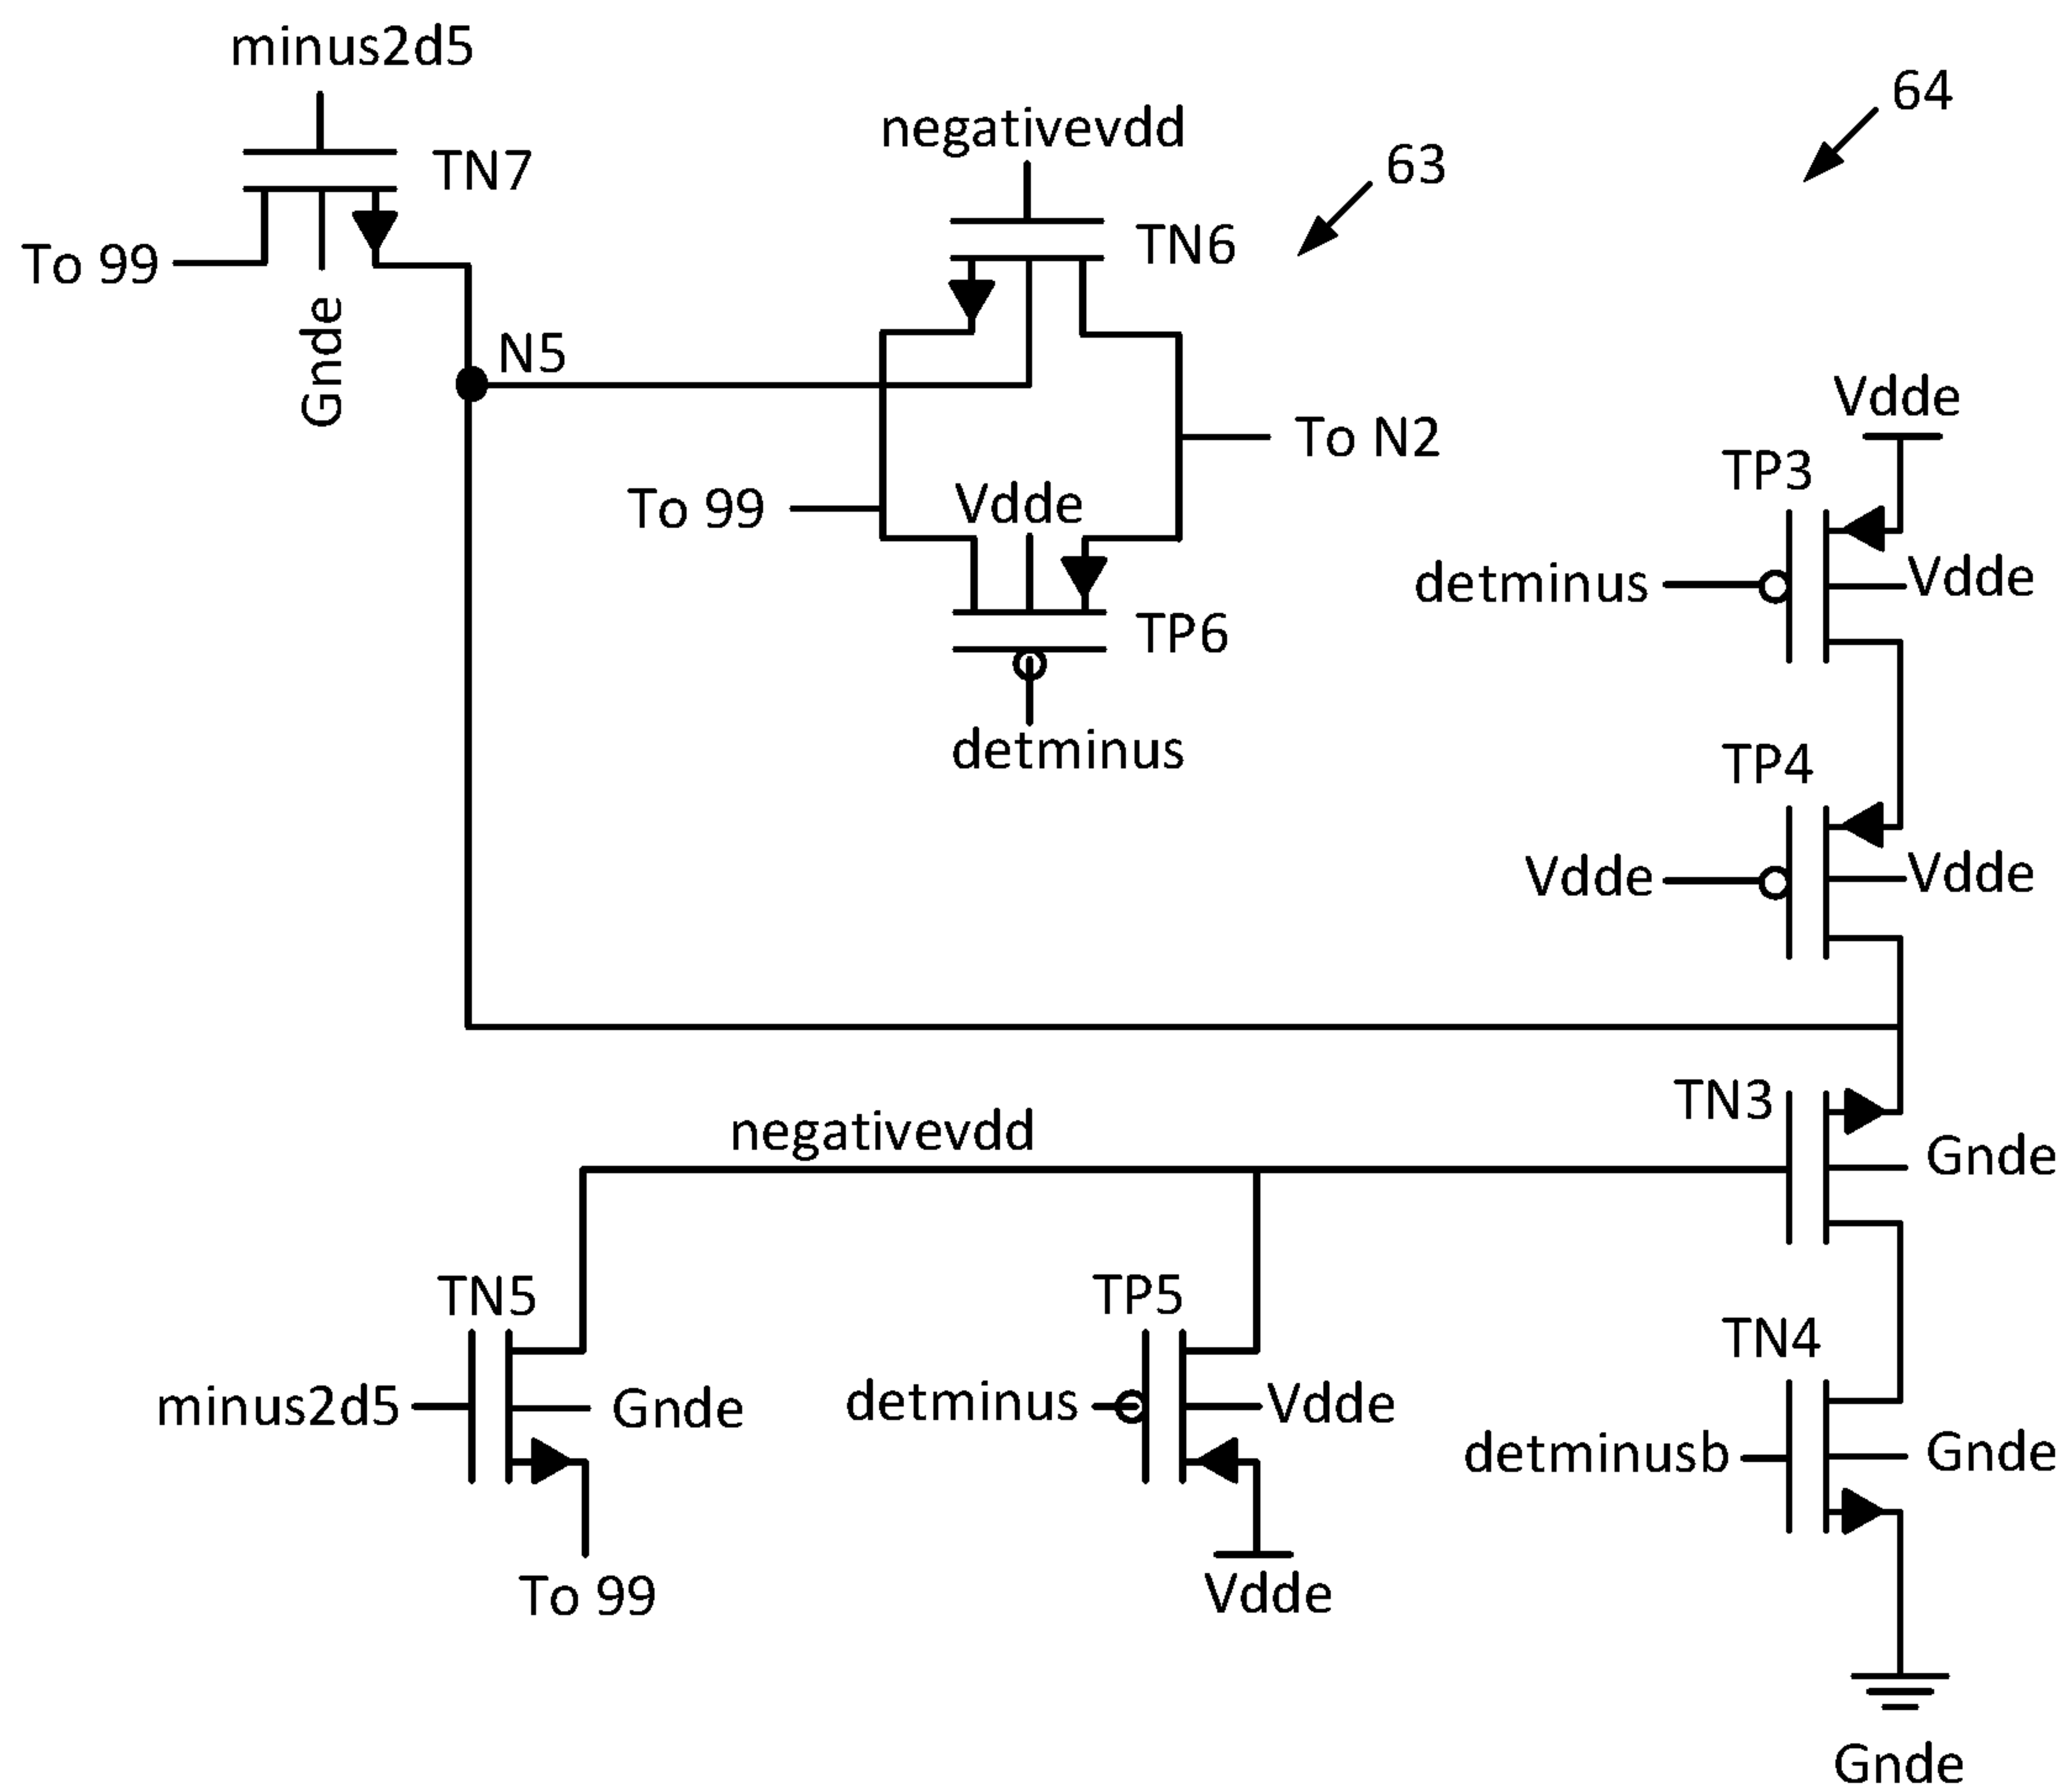 minus2d5
64
negativevdd
63
TN7
TN6
To 99
Gnde
N5
Vdde
To N2
TP3
Vdde
To 99
detminus
Vdde
TP6
detminus
TP4
Vdde
Vdde
TN3
negativevdd
Gnde
TN5
TP5
TN4
minus2d5
Gnde
detminus
Vdde
detminusb
Gnde
To 99
Vdde
Gnde